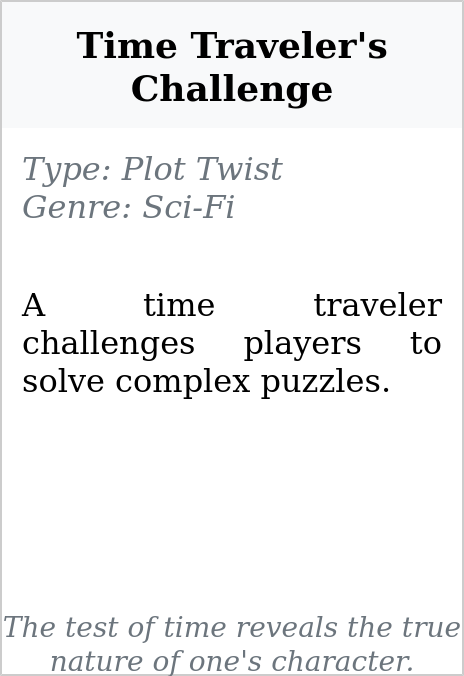 Time Traveler's
Challenge
Type: Plot Twist
Genre: Sci-Fi
A time traveler
challenges players to
solve complex puzzles.
The test of time reveals the true
nature of one's character.